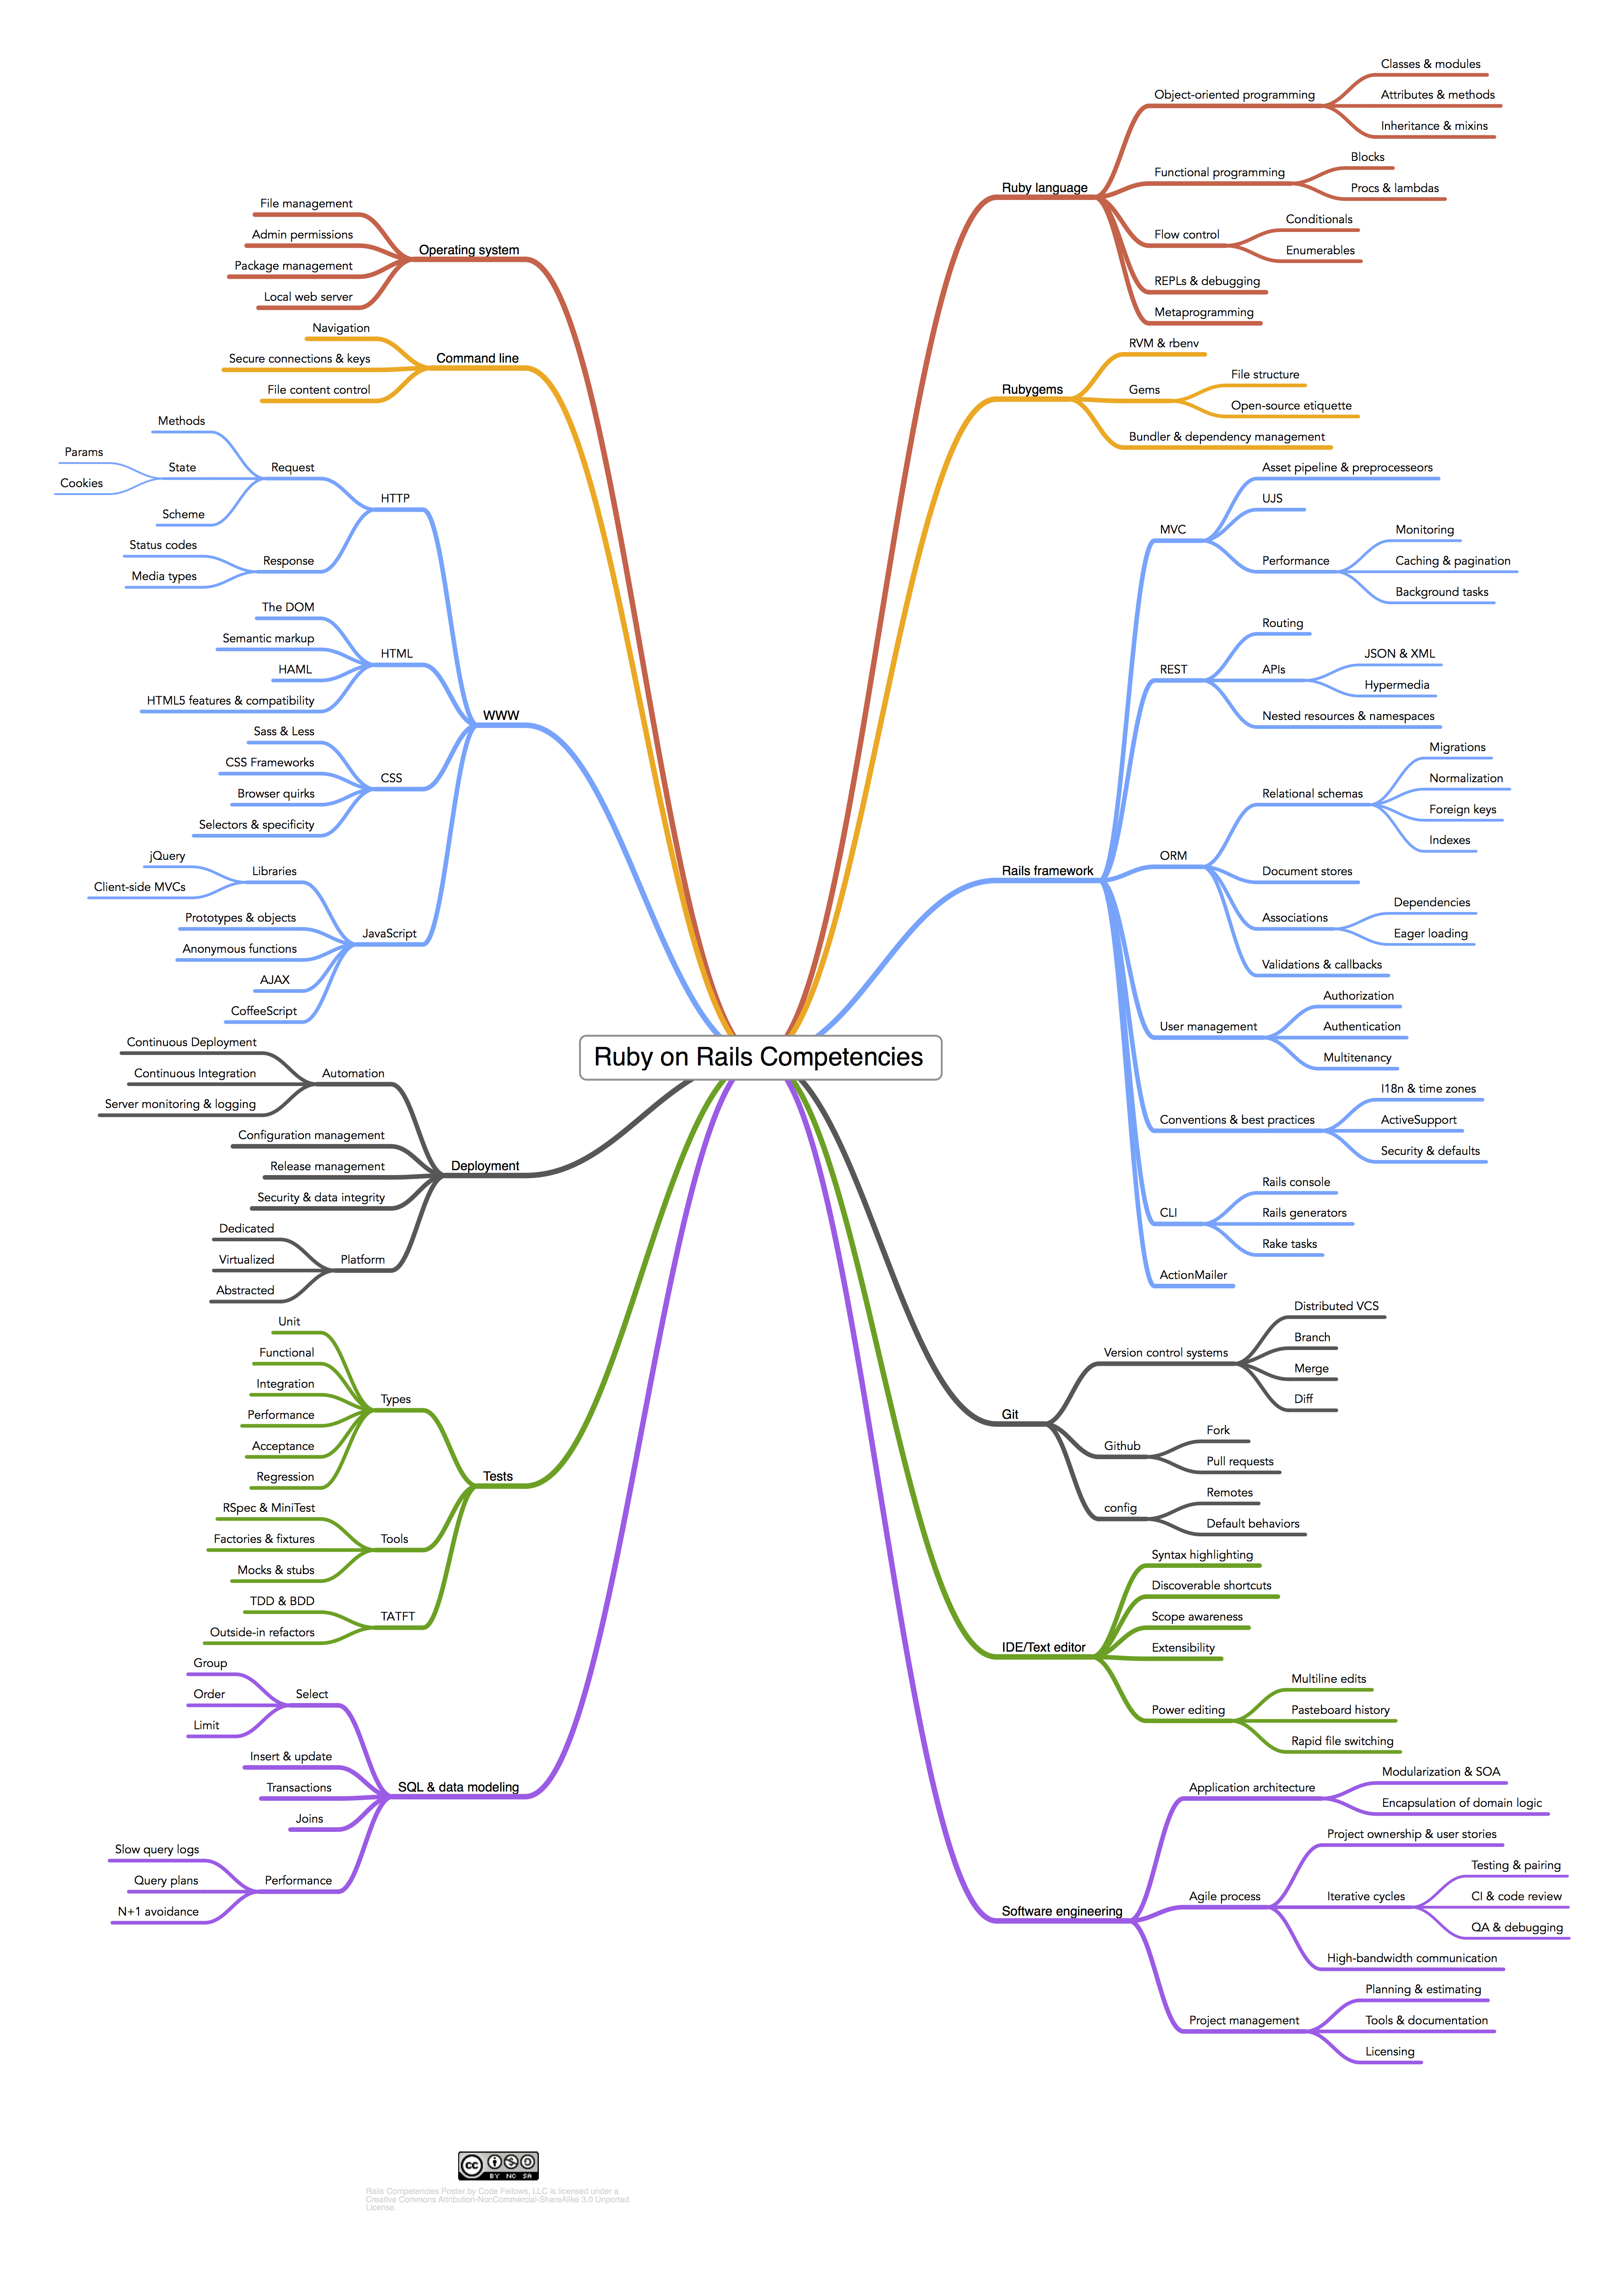 Ruby on Rails Competencies
Operating system
File management
Admin permissions
Package management
Local web server
Command line
Navigation
Secure connections & keys
File content control
WWW
HTTP
Request
Methods
State
Params
Cookies
Scheme
Response
Status codes
Media types
HTML
The DOM
Semantic markup
HAML
HTML5 features & compatibility
CSS
Sass & Less
CSS Frameworks
Browser quirks
Selectors & specificity
JavaScript
Libraries
jQuery
Client-side MVCs
Prototypes & objects
Anonymous functions
AJAX
CoffeeScript
Deployment
Automation
Continuous Deployment
Continuous Integration
Server monitoring & logging
Configuration management
Release management
Security & data integrity
Platform
Dedicated
Virtualized
Abstracted
Tests
Types
Unit
Functional
Integration
Performance
Acceptance
Regression
Tools
RSpec & MiniTest
Factories & fixtures
Mocks & stubs
TATFT
TDD & BDD
Outside-in refactors
SQL & data modeling
Select
Group
Order
Limit
Insert & update
Transactions
Joins
Performance
Slow query logs
Query plans
N+1 avoidance
Ruby language
Object-oriented programming
Classes & modules
Attributes & methods
Inheritance & mixins
Functional programming
Blocks
Procs & lambdas
Flow control
Conditionals
Enumerables
REPLs & debugging
Metaprogramming
Rubygems
RVM & rbenv
Gems
File structure
Open-source etiquette
Bundler & dependency management
Rails framework
MVC
Asset pipeline & preprocesseors
UJS
Performance
Monitoring
Caching & pagination
Background tasks
REST
Routing
APIs
JSON & XML
Hypermedia
Nested resources & namespaces
ORM
Relational schemas
Migrations
Normalization
Foreign keys
Indexes
Document stores
Associations
Dependencies
Eager loading
Validations & callbacks
User management
Authorization
Authentication
Multitenancy
Conventions & best practices
I18n & time zones
ActiveSupport
Security & defaults
CLI
Rails console
Rails generators
Rake tasks
ActionMailer
Git
Version control systems
Distributed VCS
Branch
Merge
Diff
Github
Fork
Pull requests
config
Remotes
Default behaviors
IDE/Text editor
Syntax highlighting
Discoverable shortcuts
Scope awareness
Extensibility
Power editing
Multiline edits
Pasteboard history
Rapid file switching
Software engineering
Application architecture
Modularization & SOA
Encapsulation of domain logic
Agile process
Project ownership & user stories
Iterative cycles
Testing & pairing
CI & code review
QA & debugging
High-bandwidth communication
Project management
Planning & estimating
Tools & documentation
Licensing
cc
BY NC SA
Rails Competencies Poster by Code Fellows, LLC is licensed under a
Creative Commons Attribution-NonCommercial-ShareAlike 3.0 Unported
License.